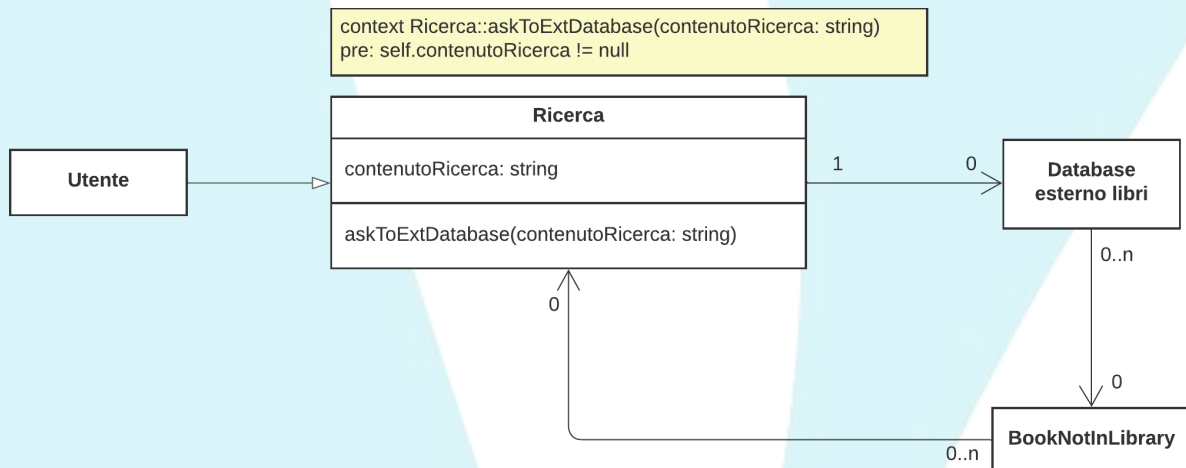 context Ricerca::askToExtDatabase(contenutoRicerca: string)
pre: self.contenutoRicerca != null
Ricerca
contenutoRicerca: string
askToExtDatabase(contenutoRicerca: string)
Utente
1
0
Database
esterno libri
0..n
0
BookNotInLibrary
0..n
0